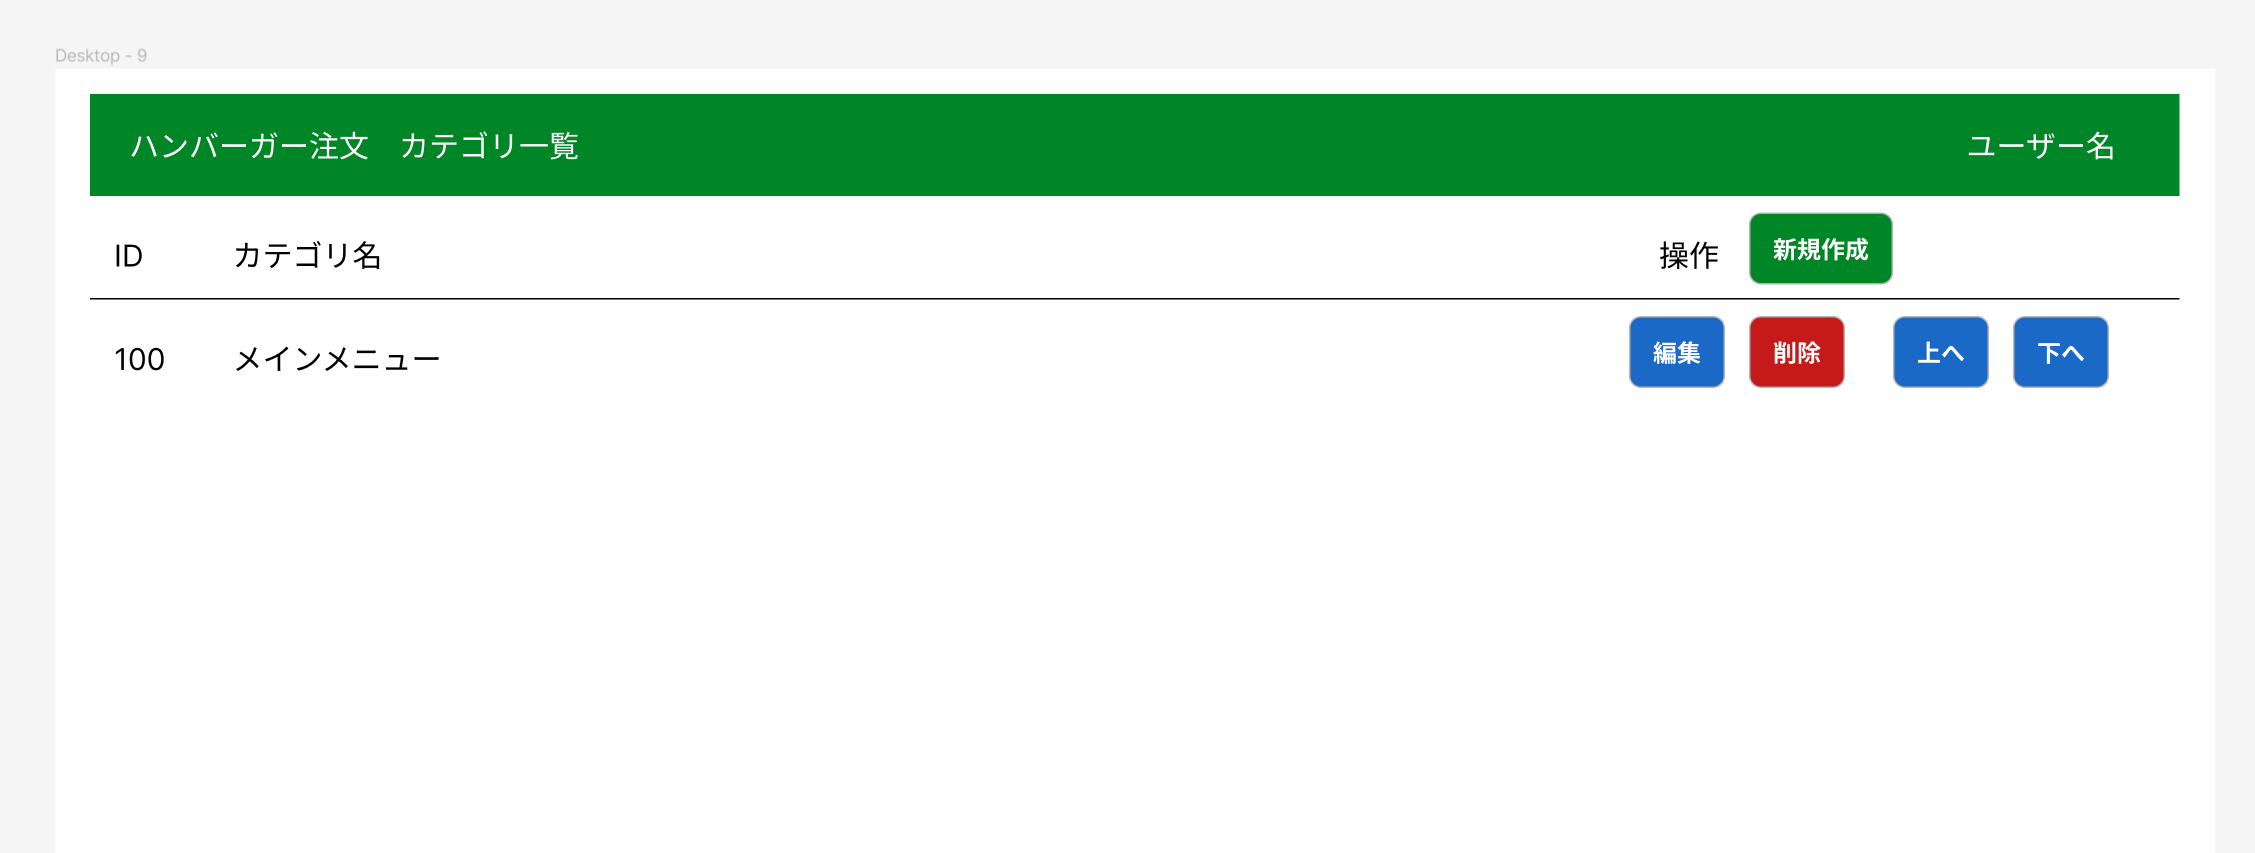 Desktop - 9
ハンバーガー注文　カテゴリ一覧 ユーザー名
ID カテゴリ名 操作 新規作成
100 メインメニュー 編集 削除 上へ 下へ